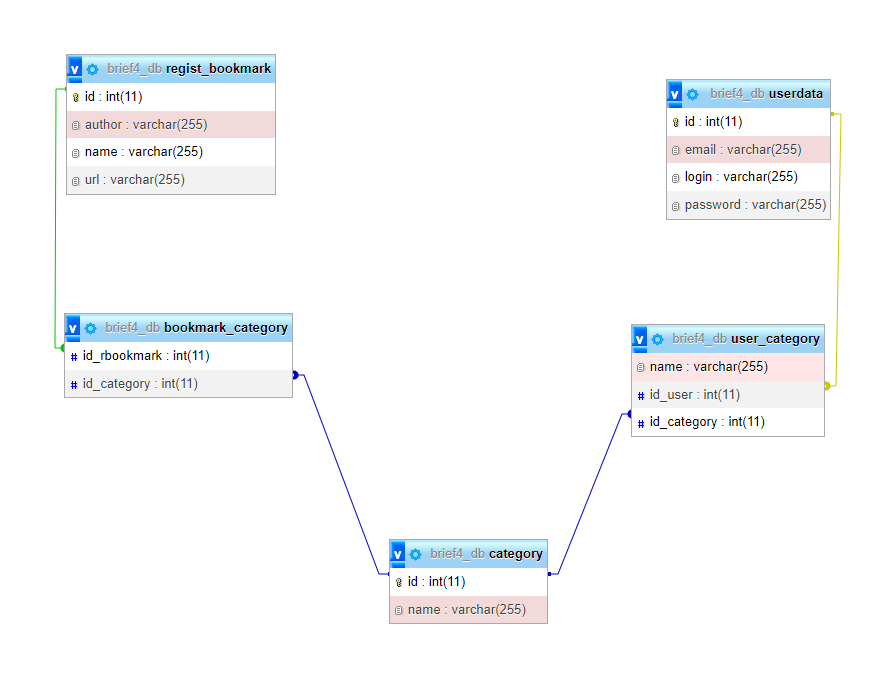 v brief4_db regist_bookmark
id : int(11)
author : varchar(255)
name : varchar(255)
url : varchar(255)
v brief4_db userdata
id : int(11)
email : varchar(255)
login : varchar(255)
password : varchar(255)
v brief4_db bookmark_category
# id_rbookmark : int(11)
# id_category : int(11)
v brief4_db user_category
name : varchar(255)
# id_user : int(11)
# id_category : int(11)
v brief4_db category
id : int(11)
name : varchar(255)